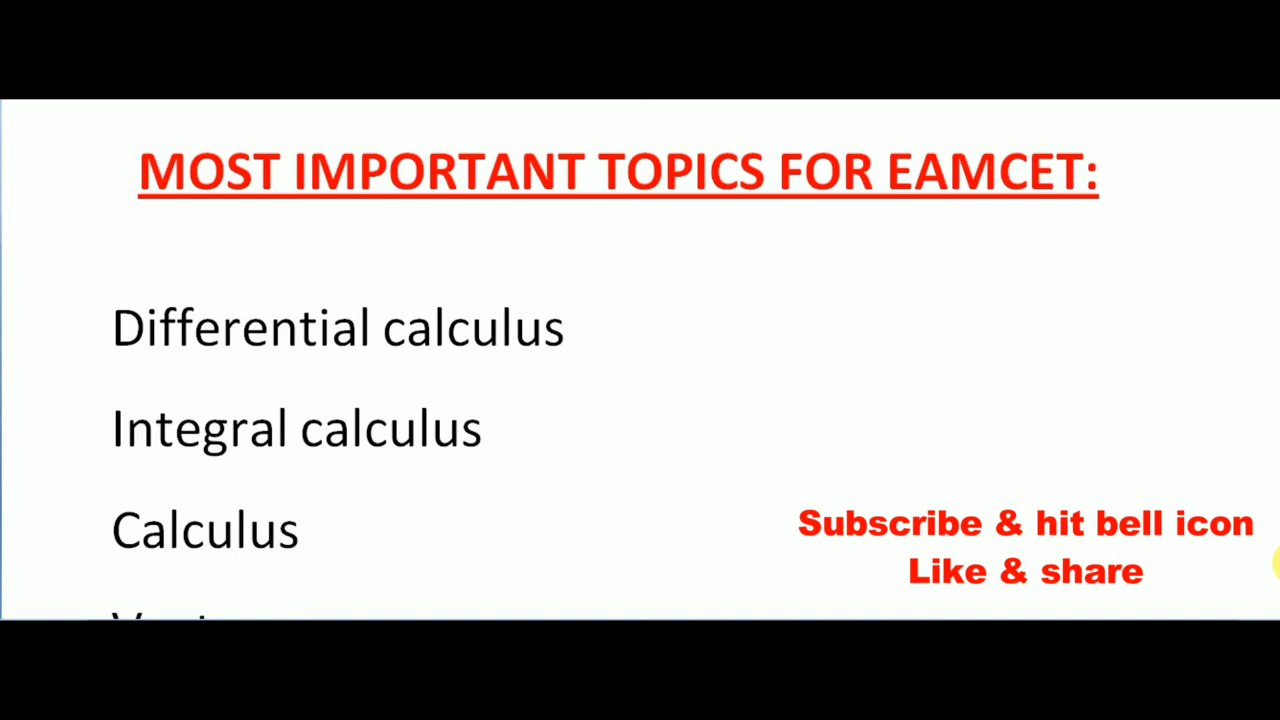 MOST IMPORTANT TOPICS FOR EAMCET:
Differential calculus
Integral calculus
Calculus
Subscribe & hit bell icon
Like & share